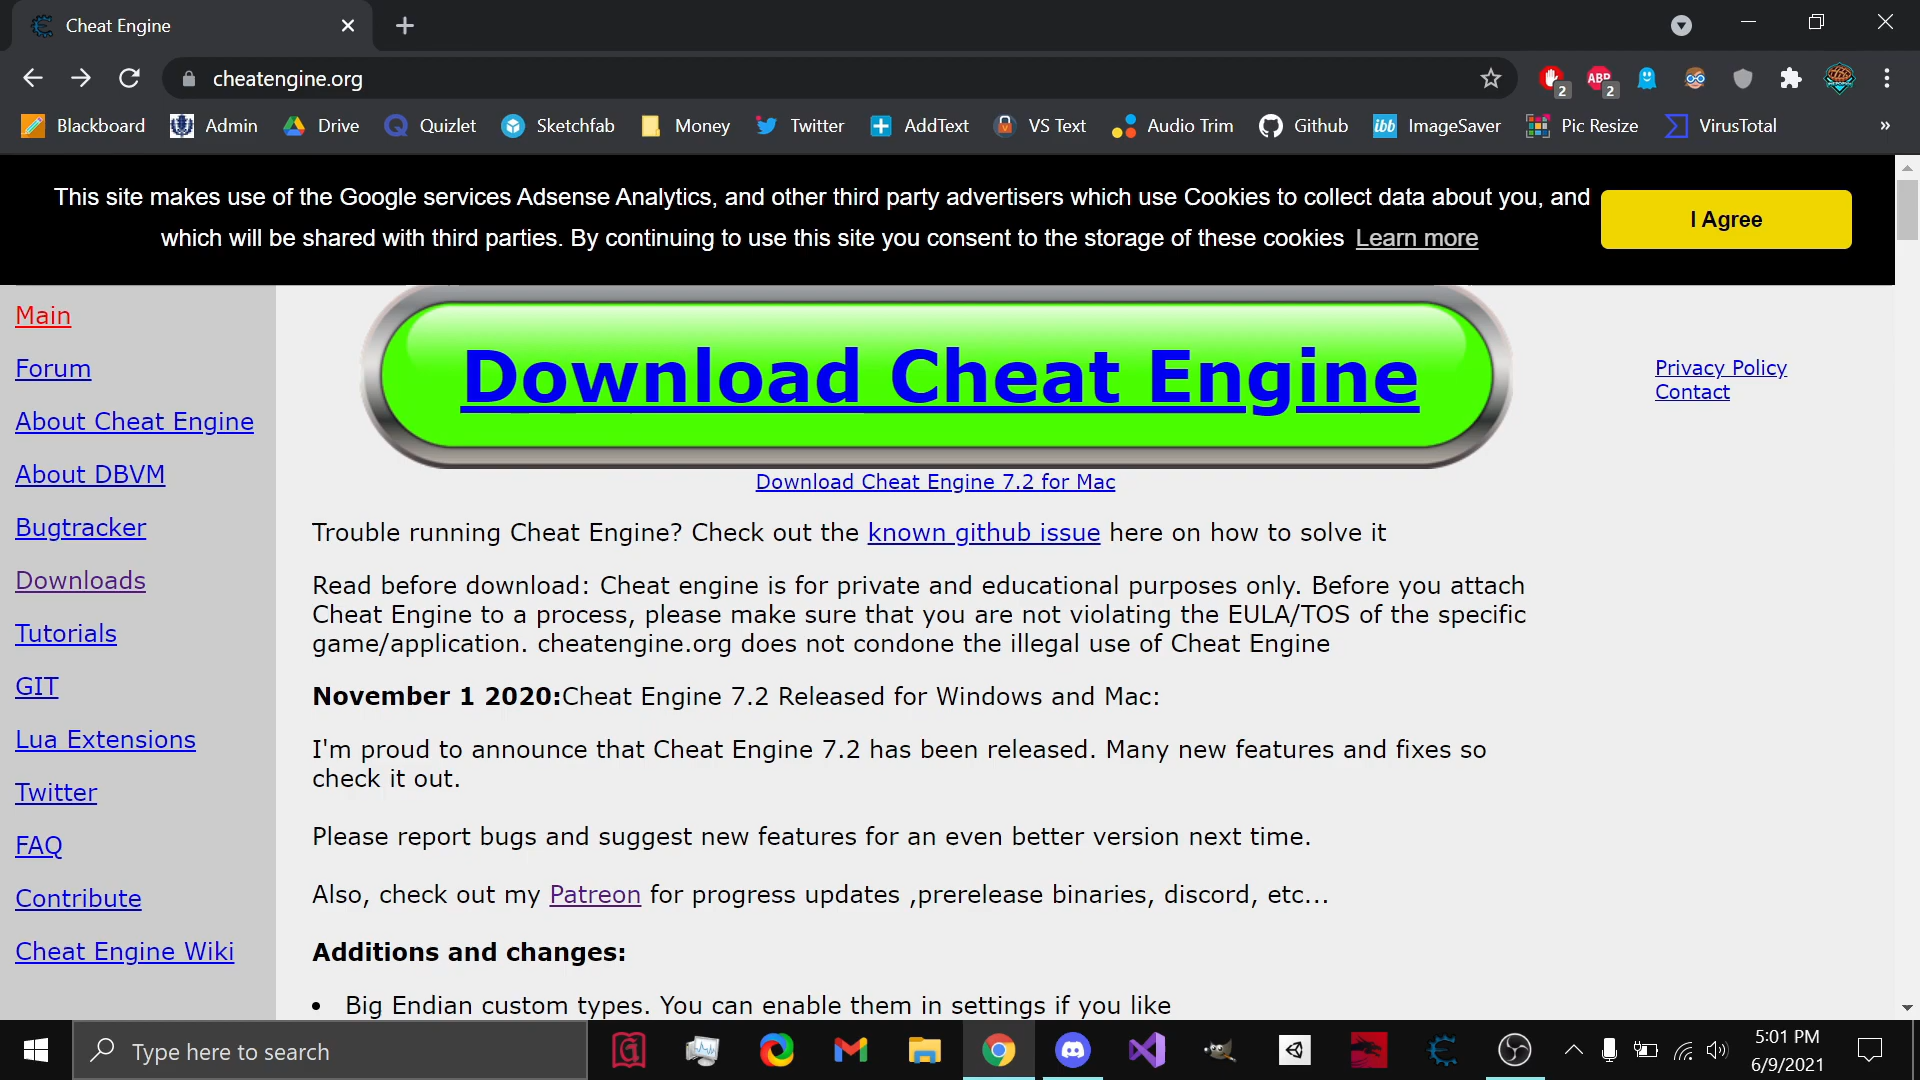 Cheat Engine
cheatengine.org
2
ABP
2
Blackboard
Admin
Drive
Quizlet
Sketchfab
Money
Twitter
AddText
VS Text
Audio Trim
Github
ibb
ImageSaver
Pic Resize
VirusTotal
»
This site makes use of the Google services Adsense Analytics, and other third party advertisers which use Cookies to collect data about you, and
which will be shared with third parties. By continuing to use this site you consent to the storage of these cookies Learn more
I Agree
Main
Forum
About Cheat Engine
About DBVM
Bugtracker
Downloads
Tutorials
GIT
Lua Extensions
Twitter
FAQ
Contribute
Cheat Engine Wiki
Download Cheat Engine
Download Cheat Engine 7.2 for Mac
Trouble running Cheat Engine? Check out the known github issue here on how to solve it
Read before download: Cheat engine is for private and educational purposes only. Before you attach
Cheat Engine to a process, please make sure that you are not violating the EULA/TOS of the specific
game/application. cheatengine.org does not condone the illegal use of Cheat Engine
November 1 2020:Cheat Engine 7.2 Released for Windows and Mac:
I'm proud to announce that Cheat Engine 7.2 has been released. Many new features and fixes so
check it out.
Please report bugs and suggest new features for an even better version next time.
Also, check out my Patreon for progress updates ,prerelease binaries, discord, etc...
Additions and changes:
• Big Endian custom types. You can enable them in settings if you like
Privacy Policy
Contact
Type here to search
5:01 PM
6/9/2021